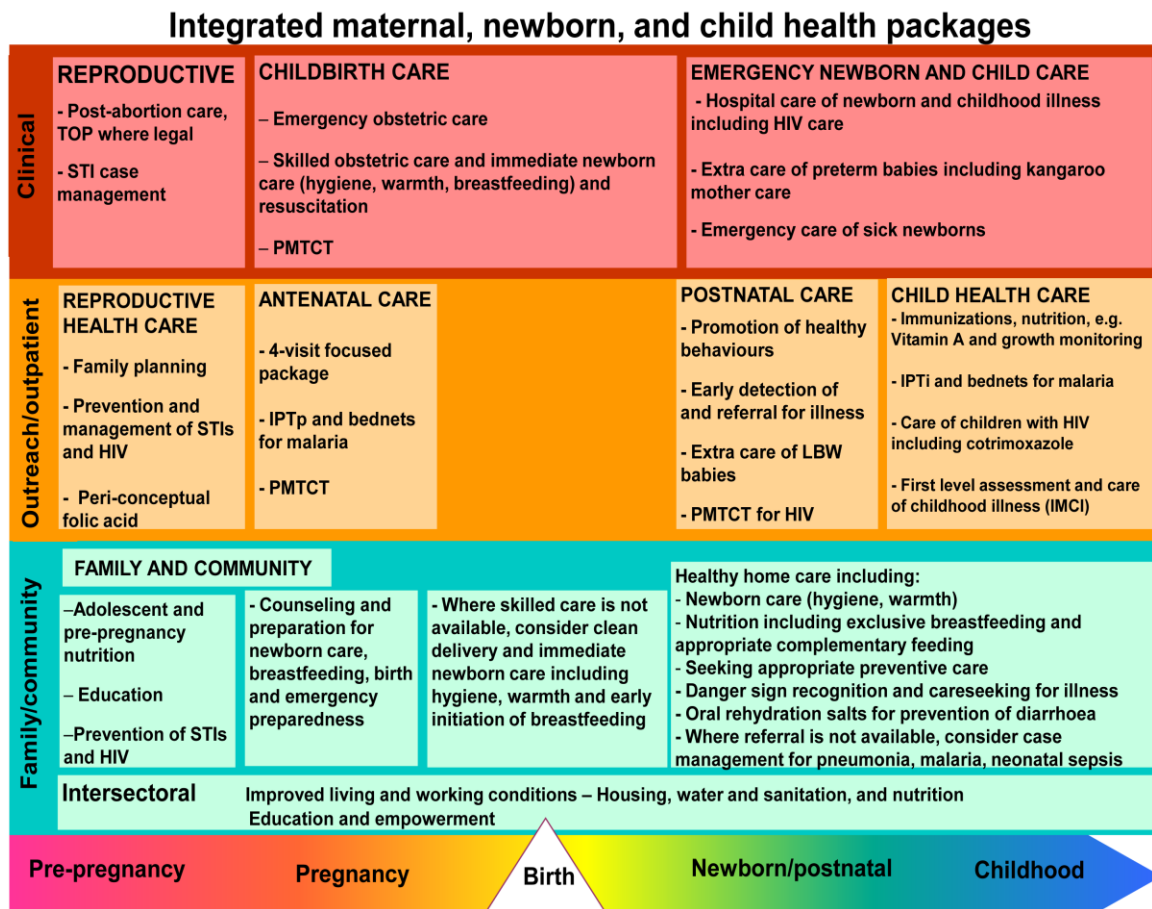 Integrated maternal, newborn, and child health packages
Clinical
REPRODUCTIVE
- Post-abortion care,
TOP where legal
- STI case
management
CHILDBIRTH CARE
– Emergency obstetric care
– Skilled obstetric care and immediate newborn
care (hygiene, warmth, breastfeeding) and
resuscitation
– PMTCT
EMERGENCY NEWBORN AND CHILD CARE
- Hospital care of newborn and childhood illness
including HIV care
- Extra care of preterm babies including kangaroo
mother care
- Emergency care of sick newborns
Outreach/outpatient
REPRODUCTIVE
HEALTH CARE
- Family planning
- Prevention and
management of STIs
and HIV
- Peri-conceptual
folic acid
ANTENATAL CARE
- 4-visit focused
package
- IPTp and bednets
for malaria
- PMTCT
POSTNATAL CARE
- Promotion of healthy
behaviours
- Early detection of
and referral for illness
- Extra care of LBW
babies
- PMTCT for HIV
CHILD HEALTH CARE
- Immunizations, nutrition, e.g.
Vitamin A and growth monitoring
- IPTi and bednets for malaria
- Care of children with HIV
including cotrimoxazole
- First level assessment and care
of childhood illness (IMCI)
Family/community
FAMILY AND COMMUNITY
–Adolescent and
pre-pregnancy
nutrition
– Education
–Prevention of STIs
and HIV
- Counseling and
preparation for
newborn care,
breastfeeding, birth
and emergency
preparedness
- Where skilled care is not
available, consider clean
delivery and immediate
newborn care including
hygiene, warmth and early
initiation of breastfeeding
Healthy home care including:
- Newborn care (hygiene, warmth)
- Nutrition including exclusive breastfeeding and
appropriate complementary feeding
- Seeking appropriate preventive care
- Danger sign recognition and careseeking for illness
- Oral rehydration salts for prevention of diarrhoea
- Where referral is not available, consider case
management for pneumonia, malaria, neonatal sepsis
Intersectoral
Improved living and working conditions – Housing, water and sanitation, and nutrition
Education and empowerment
Pre-pregnancy
Pregnancy
Birth
Newborn/postnatal
Childhood